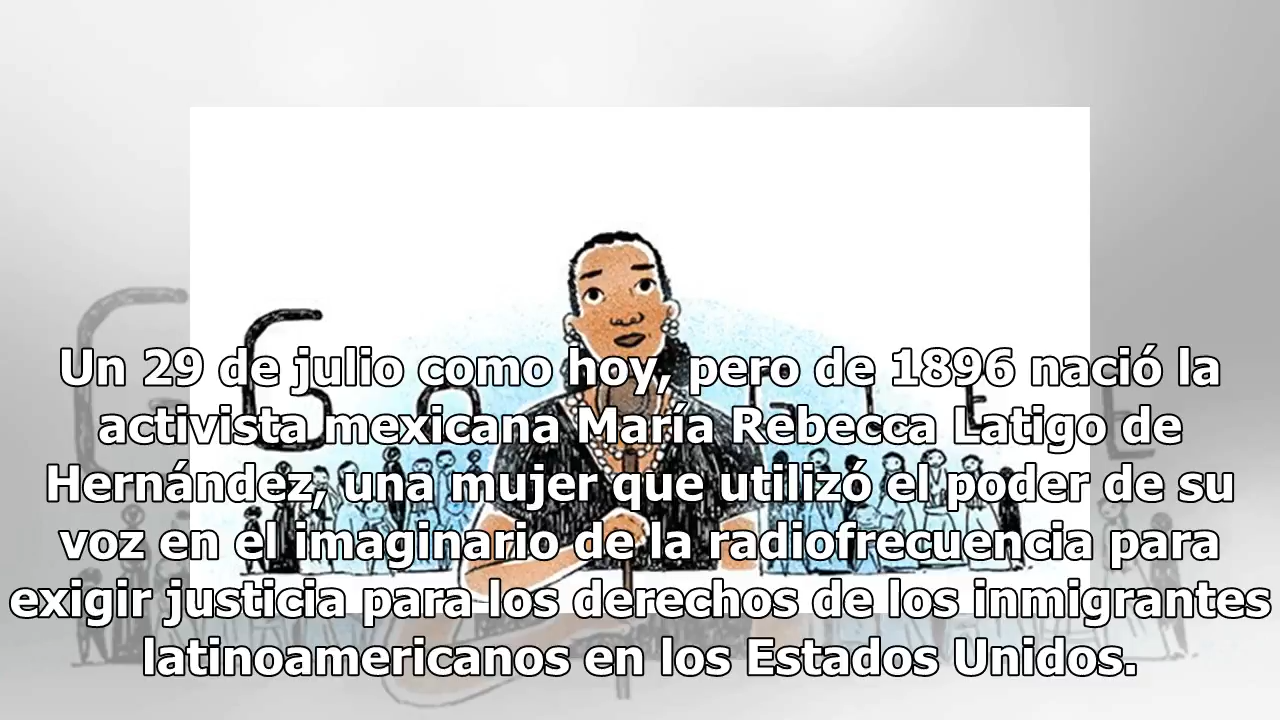 Un 29 de julio como hoy, pero de 1896 nació la
activista mexicana María Rebecca Latigo de
Hernández, una mujer que utilizó el poder de su
voz en el imaginario de la radiofrecuencia para
exigir justicia para los derechos de los inmigrantes
latinoamericanos en los Estados Unidos.